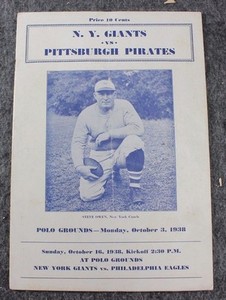 Price 10 Cents
N. Y. GIANTS
· VS ·
PITTSBURGH PIRATES
STEVE OWEN, New York Coach
POLO GROUNDS—Monday, October 3, 1938
Sunday, October 16, 1938, Kickoff 2:30 P.M.
AT POLO GROUNDS
NEW YORK GIANTS vs. PHILADELPHIA EAGLES